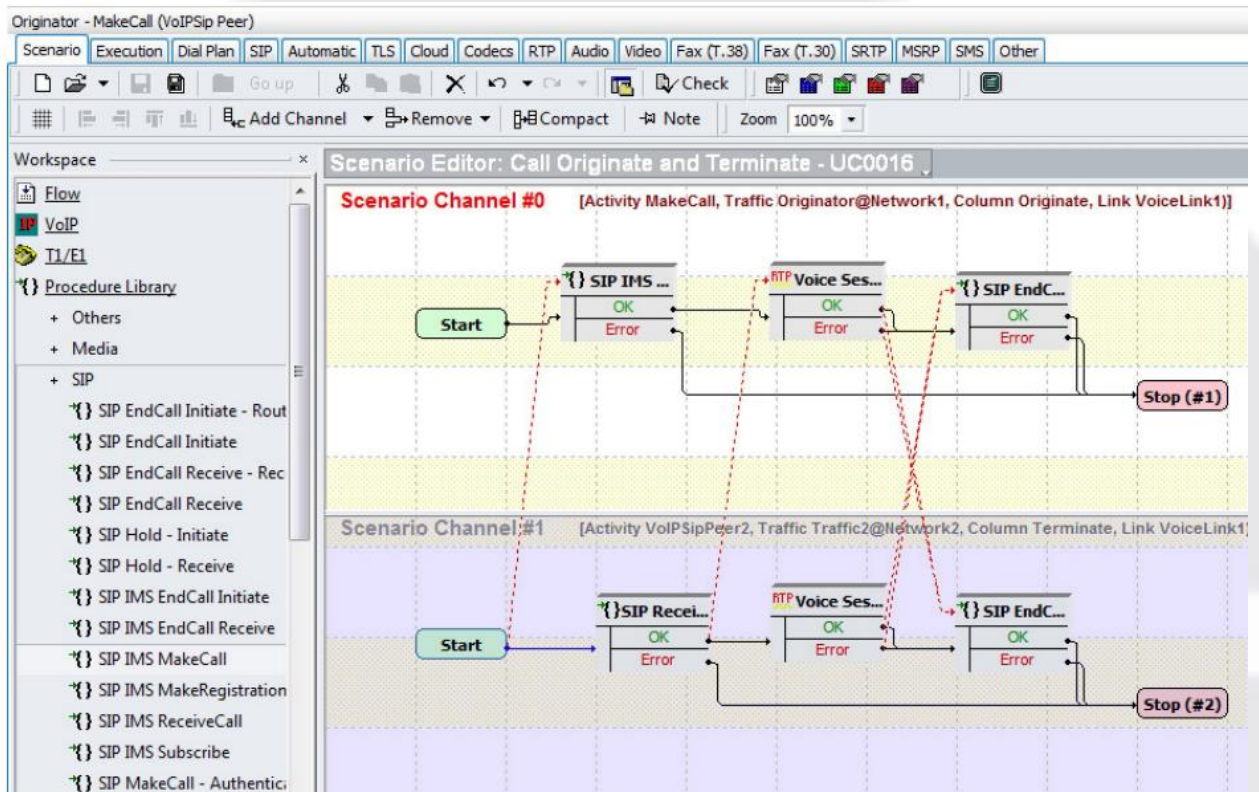 Originator - MakeCall (VoIPSip Peer)
Scenario Execution Dial Plan SIP Automatic TLS Cloud Codecs RTP Audio Video Fax (T.38) Fax (T.30) SRTP MSRP SMS Other
Go up Check
Add Channel Remove Compact Note Zoom 100%
Workspace ×
Scenario Editor: Call Originate and Terminate - UC0016
Flow
IP VoIP
T1/E1
Procedure Library
+ Others
+ Media
+ SIP
SIP EndCall Initiate - Rout
SIP EndCall Initiate
SIP EndCall Receive - Rec
SIP EndCall Receive
SIP Hold - Initiate
SIP Hold - Receive
SIP IMS EndCall Initiate
SIP IMS EndCall Receive
SIP IMS MakeCall
SIP IMS MakeRegistration
SIP IMS ReceiveCall
SIP IMS Subscribe
SIP MakeCall - Authentic
Scenario Channel #0 [Activity MakeCall, Traffic Originator@Network1, Column Originate, Link VoiceLink1)]
Start
{} SIP IMS ...
OK
Error
RTP Voice Ses...
OK
Error
{} SIP EndC...
OK
Error
Stop (#1)
Scenario Channel #1 [Activity VoIPSipPeer2, Traffic Traffic2@Network2, Column Terminate, Link VoiceLink1)
Start
{} SIP Recei...
OK
Error
RTP Voice Ses...
OK
Error
{} SIP EndC...
OK
Error
Stop (#2)